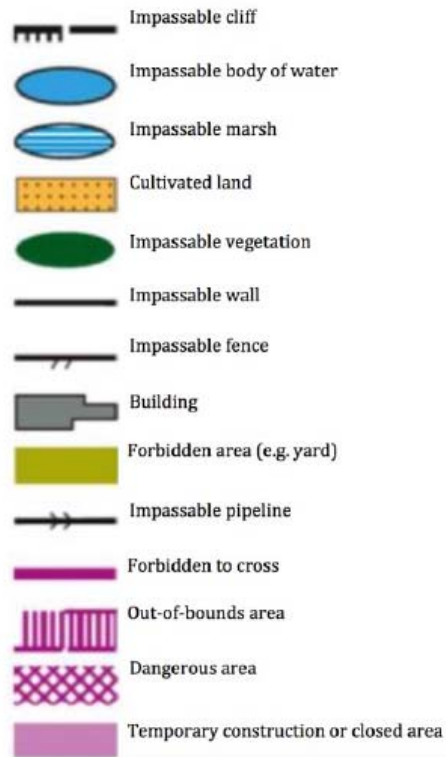 Impassable cliff
Impassable body of water
Impassable marsh
Cultivated land
Impassable vegetation
Impassable wall
Impassable fence
Building
Forbidden area (e.g. yard)
Impassable pipeline
Forbidden to cross
Out-of-bounds area
Dangerous area
Temporary construction or closed area